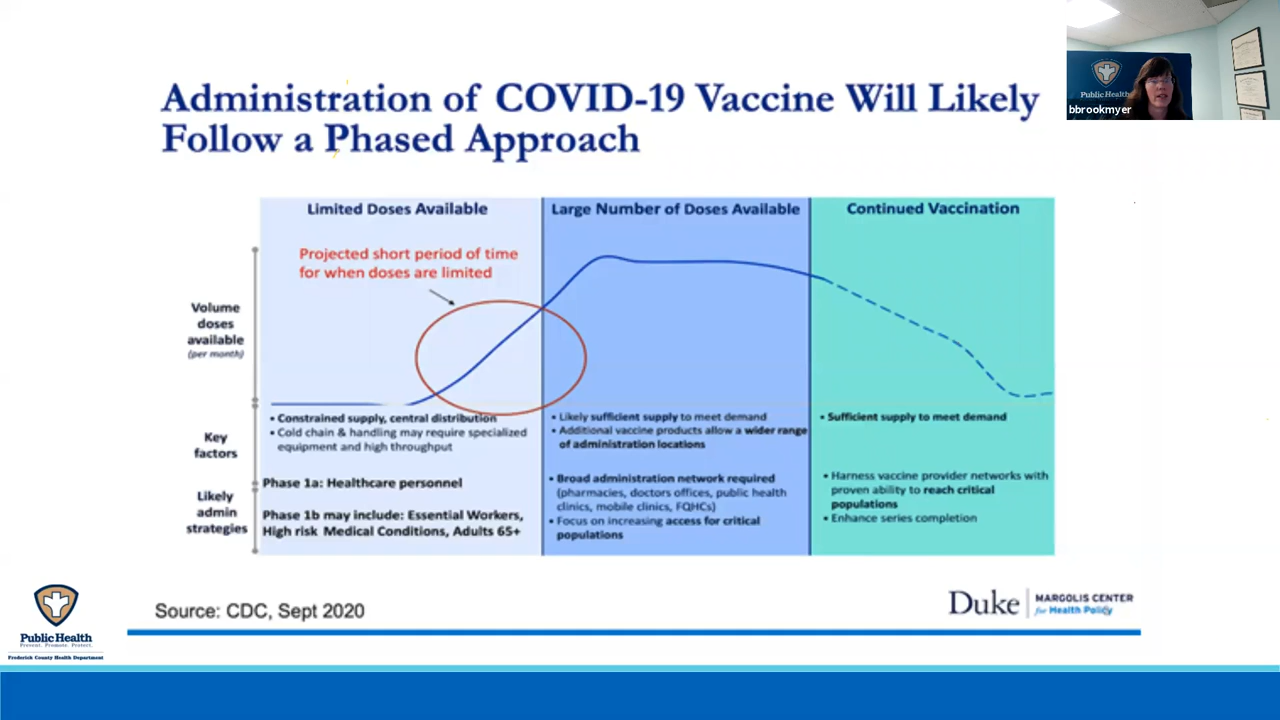 Public Health
bbrookmyer
Administration of COVID-19 Vaccine Will Likely
Follow a Phased Approach
Limited Doses Available
Large Number of Doses Available
Continued Vaccination
Projected short period of time
for when doses are limited
Volume
doses
available
(per month)
Key
factors
• Constrained supply, central distribution
• Cold chain & handling may require specialized
equipment and high throughput
• Likely sufficient supply to meet demand
• Additional vaccine products allow a wider range
of administration locations
• Sufficient supply to meet demand
Likely
admin
strategies
Phase 1a: Healthcare personnel
Phase 1b may include: Essential Workers,
High risk Medical Conditions, Adults 65+
• Broad administration network required
(pharmacies, doctors offices, public health
clinics, mobile clinics, FQHCs)
• Focus on increasing access for critical
populations
• Harness vaccine provider networks with
proven ability to reach critical
populations
• Enhance series completion
Source: CDC, Sept 2020
Duke
MARGOLIS CENTER
for Health Policy
Public Health
Prevent. Promote. Protect.
Frederick County Health Department